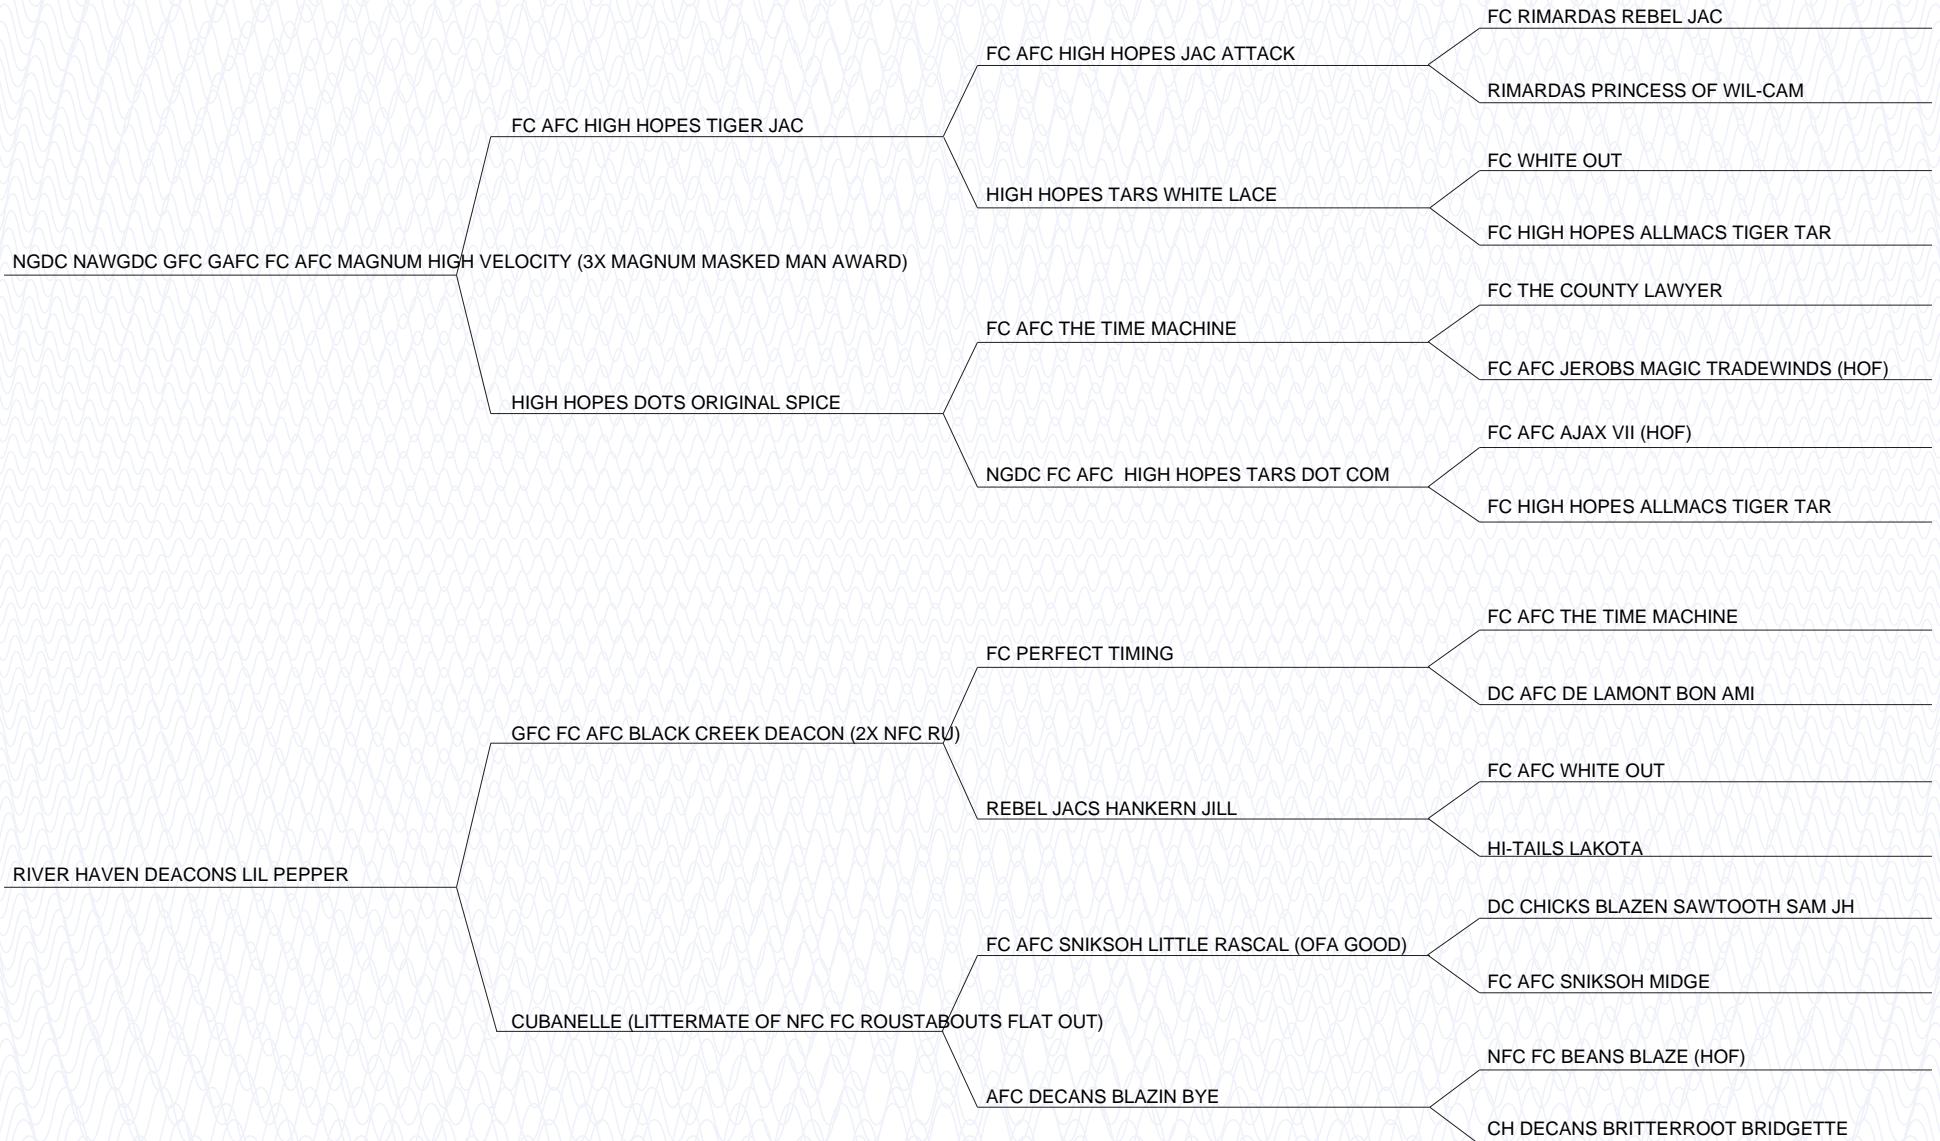 FC RIMARDAS REBEL JAC
FC AFC HIGH HOPES JAC ATTACK
RIMARDAS PRINCESS OF WIL-CAM
FC AFC HIGH HOPES TIGER JAC
FC WHITE OUT
HIGH HOPES TARS WHITE LACE
FC HIGH HOPES ALLMACS TIGER TAR
NGDC NAWGDC GFC GAFC FC AFC MAGNUM HIGH VELOCITY (3X MAGNUM MASKED MAN AWARD)
FC THE COUNTY LAWYER
FC AFC THE TIME MACHINE
FC AFC JEROBS MAGIC TRADEWINDS (HOF)
HIGH HOPES DOTS ORIGINAL SPICE
FC AFC AJAX VII (HOF)
NGDC FC AFC  HIGH HOPES TARS DOT COM
FC HIGH HOPES ALLMACS TIGER TAR
FC AFC THE TIME MACHINE
FC PERFECT TIMING
DC AFC DE LAMONT BON AMI
GFC FC AFC BLACK CREEK DEACON (2X NFC RU)
FC AFC WHITE OUT
REBEL JACS HANKERN JILL
HI-TAILS LAKOTA
RIVER HAVEN DEACONS LIL PEPPER
DC CHICKS BLAZEN SAWTOOTH SAM JH
FC AFC SNIKSOH LITTLE RASCAL (OFA GOOD)
FC AFC SNIKSOH MIDGE
CUBANELLE (LITTERMATE OF NFC FC ROUSTABOUTS FLAT OUT)
NFC FC BEANS BLAZE (HOF)
AFC DECANS BLAZIN BYE
CH DECANS BRITTERROOT BRIDGETTE